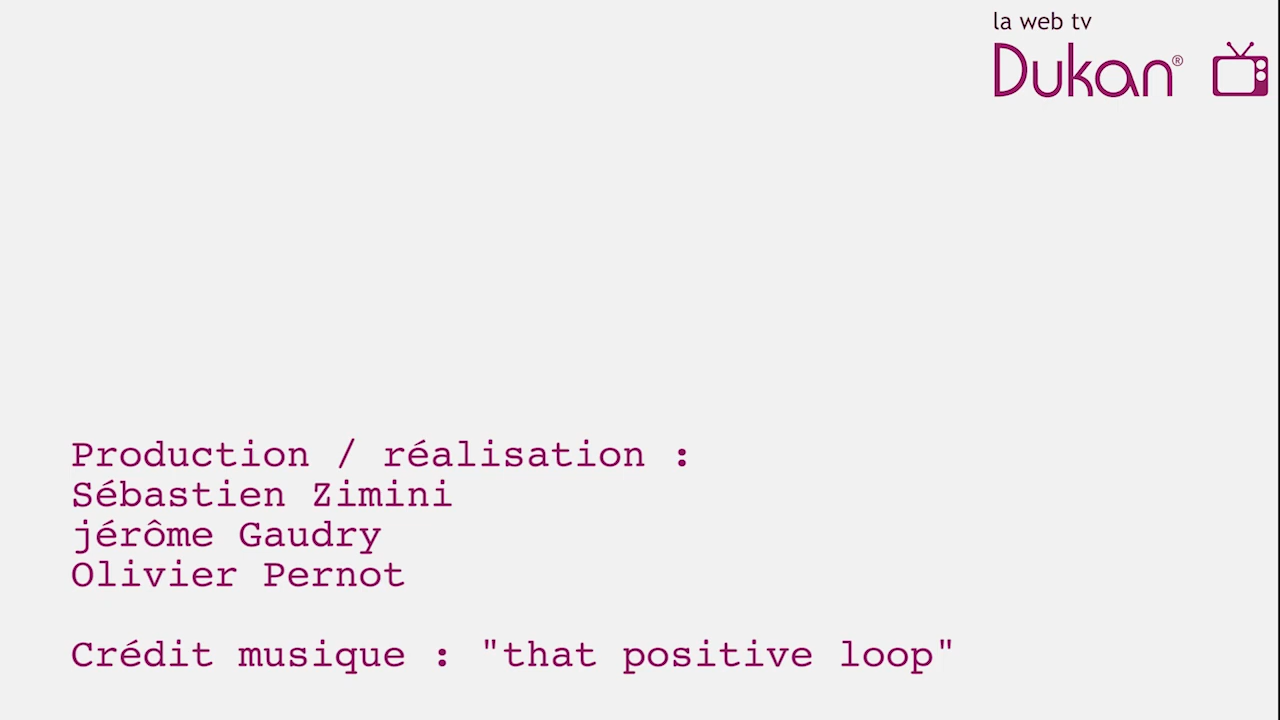 la web tv
Dukan®
Production / réalisation :
Sébastien Zimini
jérôme Gaudry
Olivier Pernot
Crédit musique : "that positive loop"